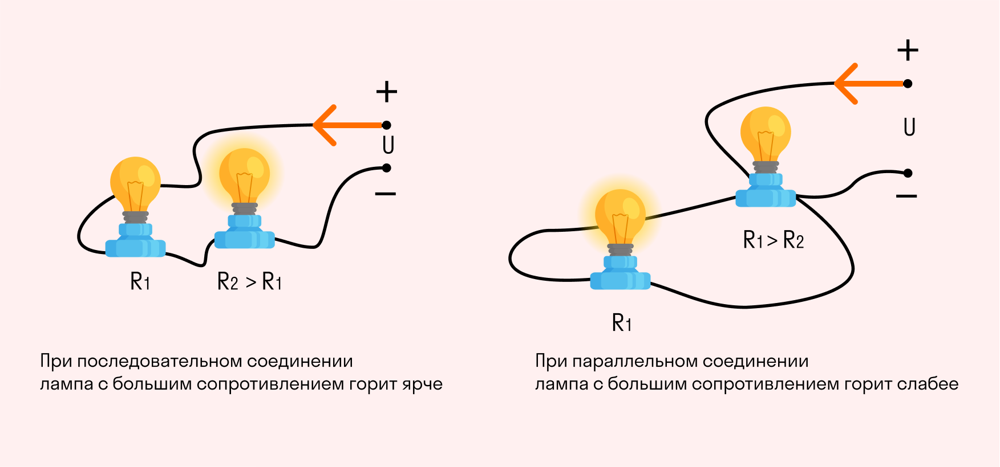 +
U
−
R1
R2 > R1
При последовательном соединении
лампа с большим сопротивлением горит ярче
+
U
−
R1 > R2
R1
При параллельном соединении
лампа с большим сопротивлением горит слабее